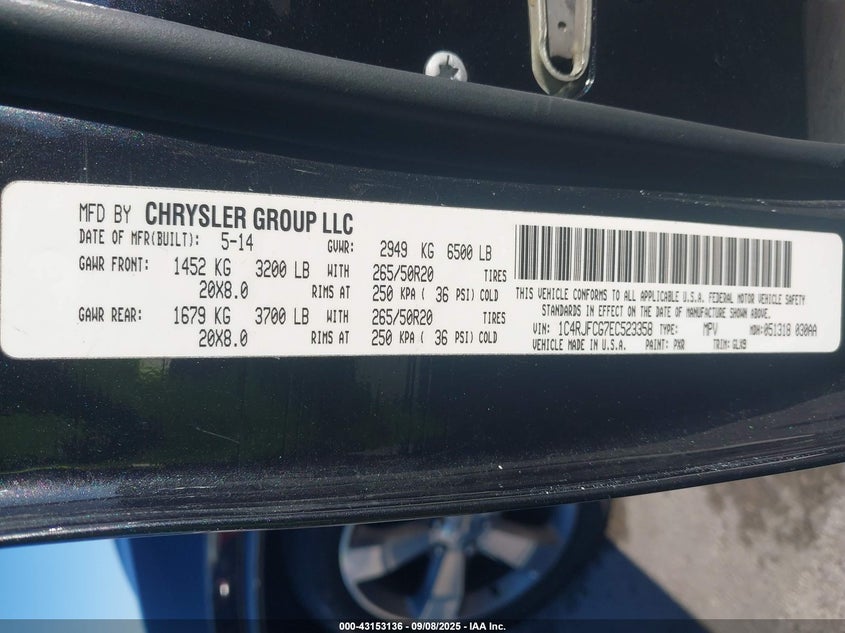 MFD BY CHRYSLER GROUP LLC
DATE OF MFR(BUILT): 5-14 GVWR: 2949 KG 6500 LB
GAWR FRONT: 1452 KG 3200 LB WITH 265/50R20 TIRES
20X8.0 RIMS AT 250 KPA ( 36 PSI) COLD
GAWR REAR: 1679 KG 3700 LB WITH 265/50R20 TIRES
20X8.0 RIMS AT 250 KPA ( 36 PSI) COLD
THIS VEHICLE CONFORMS TO ALL APPLICABLE U.S.A. FEDERAL MOTOR VEHICLE SAFETY
STANDARDS IN EFFECT ON THE DATE OF MANUFACTURE SHOWN ABOVE.
VIN: 1C4RJFCG7EC523358 TYPE: MPV MDH:051318 030AA
VEHICLE MADE IN U.S.A. PAINT: PXR TRIM: GLX9
000-43153136 - 09/08/2025 - IAA Inc.